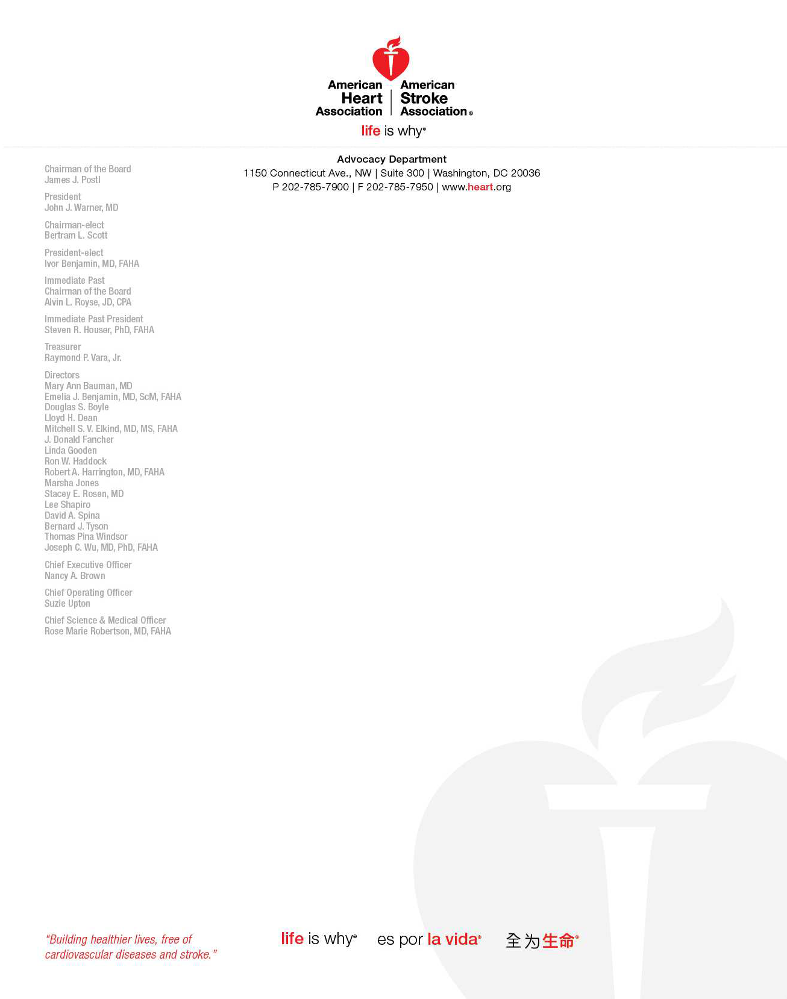 American
Heart
Association
American
Stroke
Association®
life is why®
Advocacy Department
1150 Connecticut Ave., NW | Suite 300 | Washington, DC 20036
P 202-785-7900 | F 202-785-7950 | www.heart.org
Chairman of the Board
James J. Postl
President
John J. Warner, MD
Chairman-elect
Bertram L. Scott
President-elect
Ivor Benjamin, MD, FAHA
Immediate Past
Chairman of the Board
Alvin L. Royse, JD, CPA
Immediate Past President
Steven R. Houser, PhD, FAHA
Treasurer
Raymond P. Vara, Jr.
Directors
Mary Ann Bauman, MD
Emelia J. Benjamin, MD, ScM, FAHA
Douglas S. Boyle
Lloyd H. Dean
Mitchell S. V. Elkind, MD, MS, FAHA
J. Donald Fancher
Linda Gooden
Ron W. Haddock
Robert A. Harrington, MD, FAHA
Marsha Jones
Stacey E. Rosen, MD
Lee Shapiro
David A. Spina
Bernard J. Tyson
Thomas Pina Windsor
Joseph C. Wu, MD, PhD, FAHA
Chief Executive Officer
Nancy A. Brown
Chief Operating Officer
Suzie Upton
Chief Science & Medical Officer
Rose Marie Robertson, MD, FAHA
“Building healthier lives, free of
cardiovascular diseases and stroke.”
life is why® es por la vida® 全为生命®